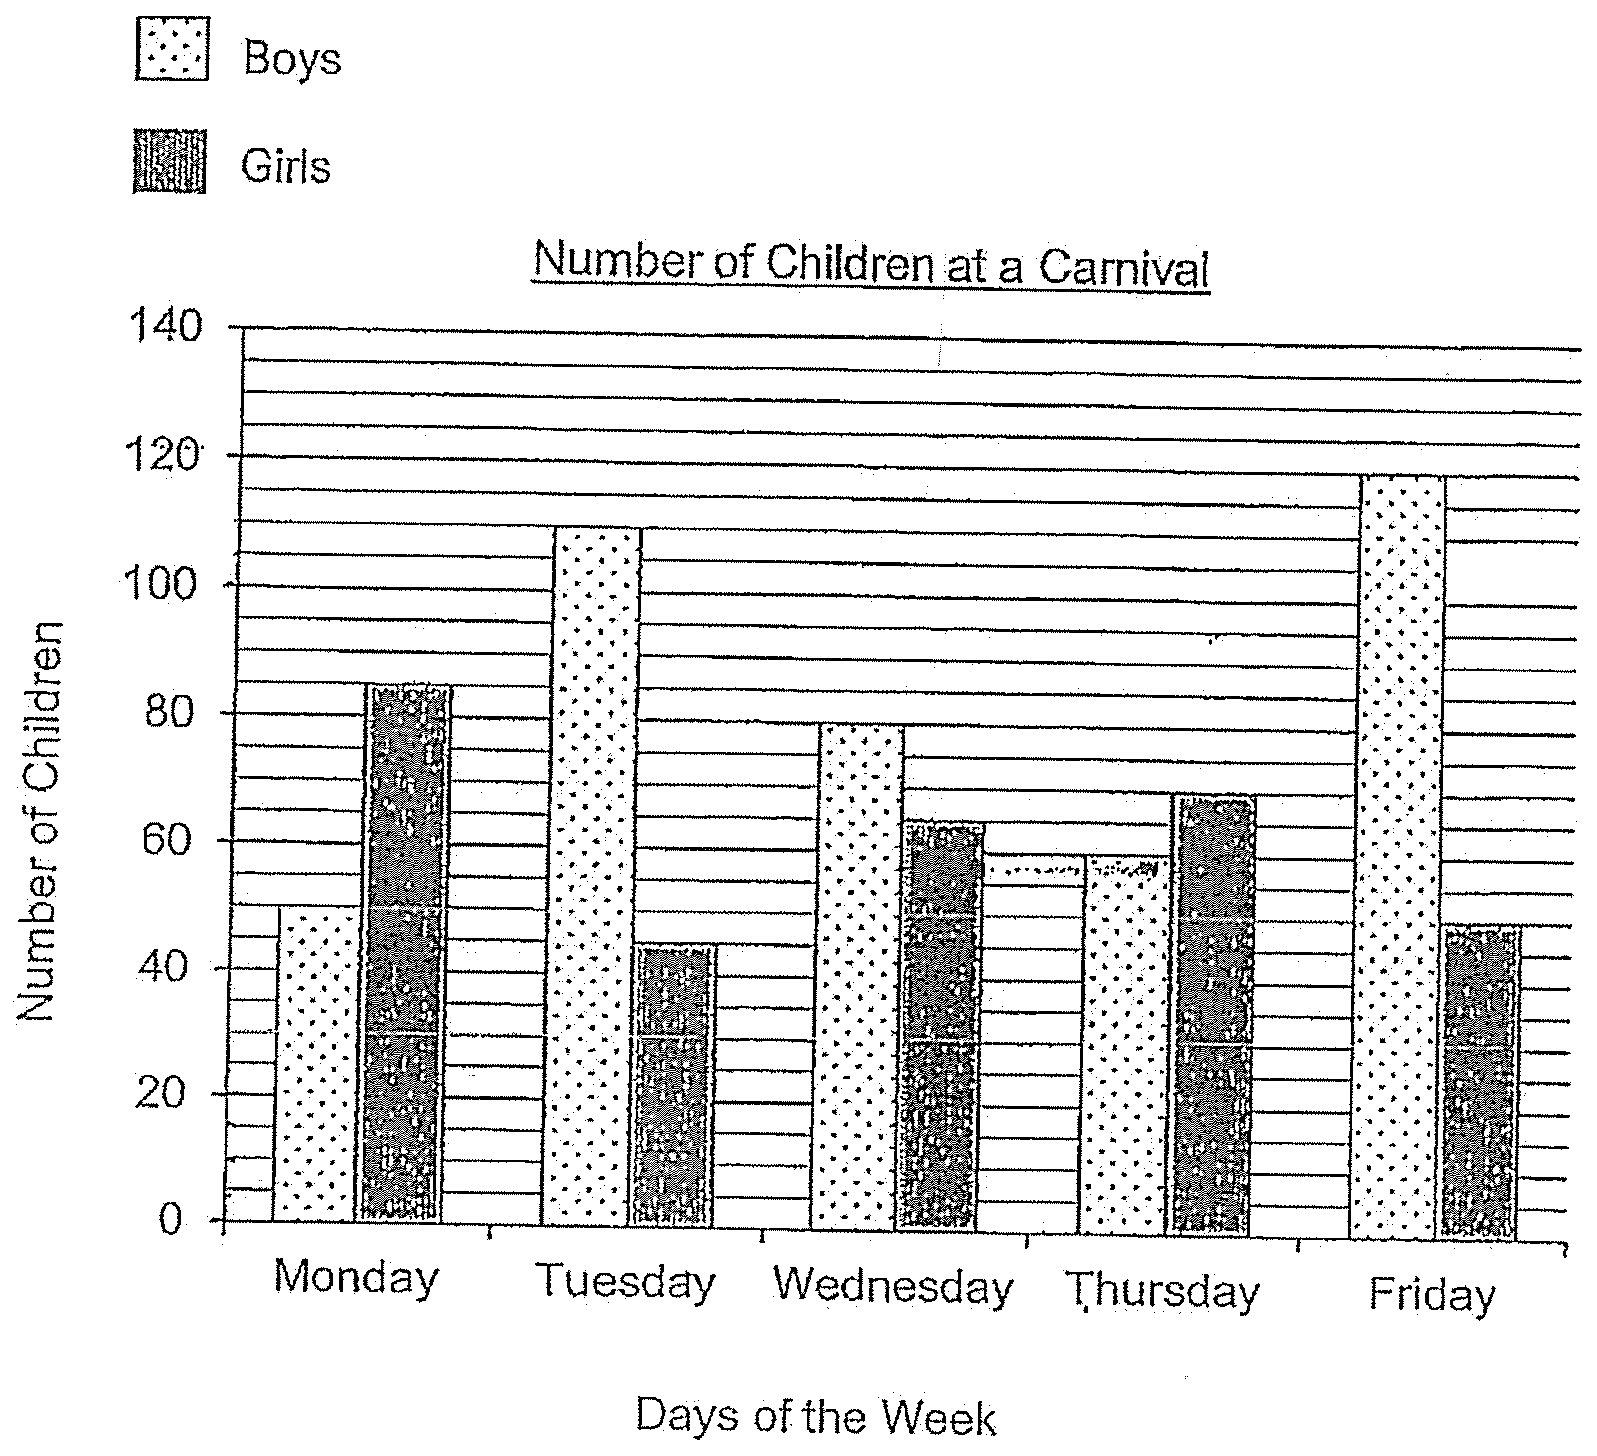 Boys
Girls
Number of Children at a Carnival
140
120
100
80
60
40
20
0
Number of Children
Monday Tuesday Wednesday Thursday Friday
Days of the Week